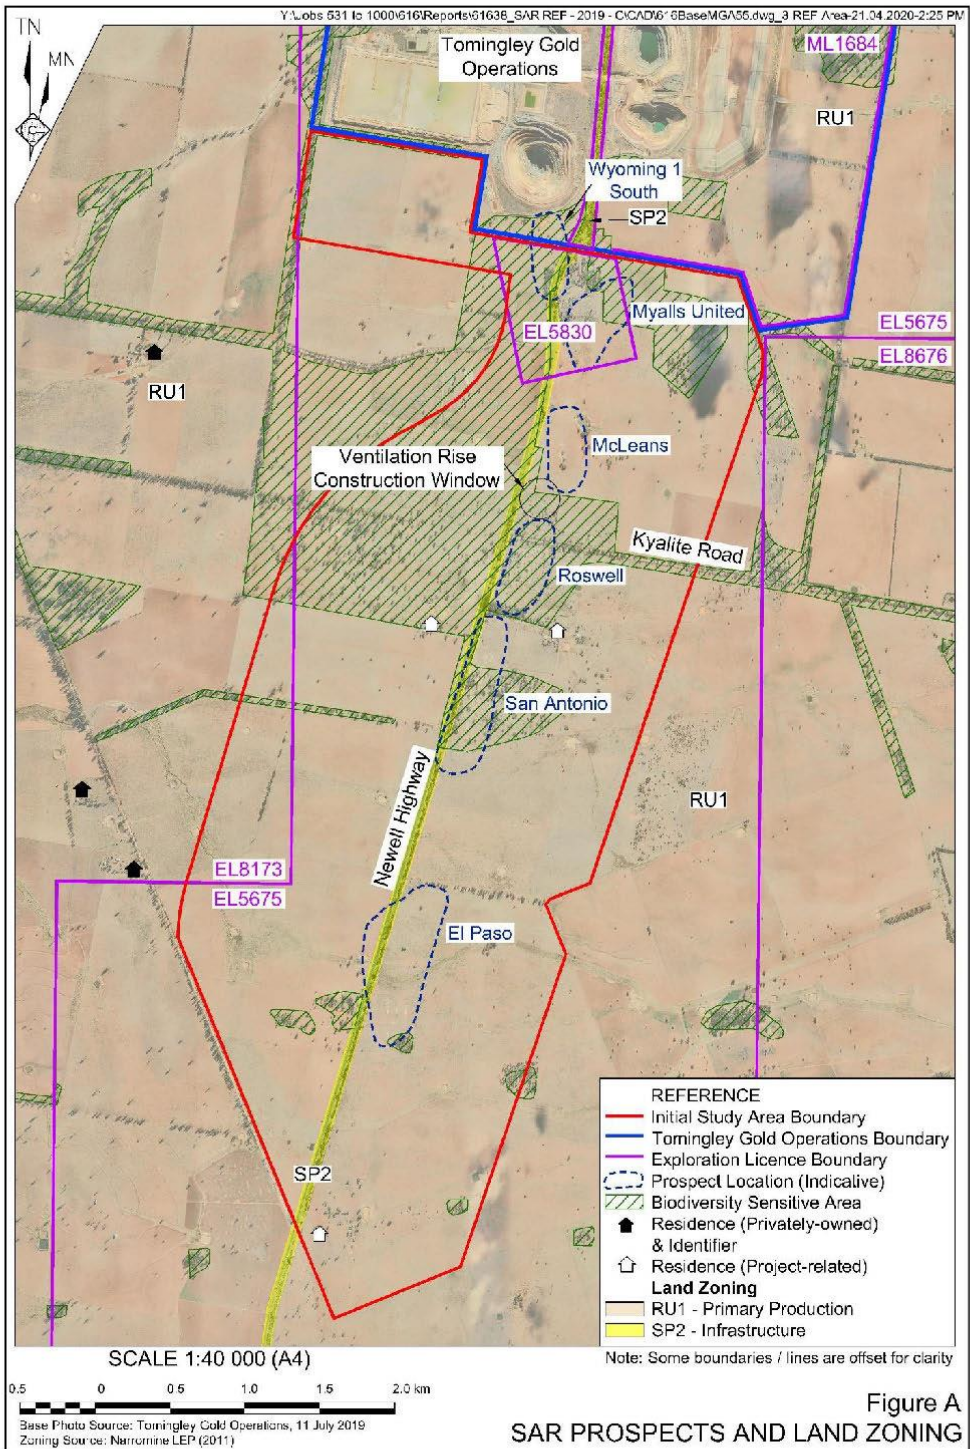 Y:\Jobs 531 to 1000\616\Reports\61638_SAR REF - 2019 - C\CAD\616BaseMGA55.dwg_3 REF Area-21.04.2020-2:25 PM
TN
MN
Tomingley Gold
Operations
ML1684
RU1
Wyoming 1
South
SP2
Myalls United
EL5830
EL5675
EL8676
RU1
McLeans
Ventilation Rise
Construction Window
Kyalite Road
Roswell
San Antonio
Newell Highway
RU1
EL8173
EL5675
El Paso
SP2
REFERENCE
Initial Study Area Boundary
Tomingley Gold Operations Boundary
Exploration Licence Boundary
Prospect Location (Indicative)
Biodiversity Sensitive Area
Residence (Privately-owned)
& Identifier
Residence (Project-related)
Land Zoning
RU1 - Primary Production
SP2 - Infrastructure
SCALE 1:40 000 (A4)
Note: Some boundaries / lines are offset for clarity
0.5 0 0.5 1.0 1.5 2.0 km
Base Photo Source: Tomingley Gold Operations, 11 July 2019
Zoning Source: Narromine LEP (2011)
Figure A
SAR PROSPECTS AND LAND ZONING